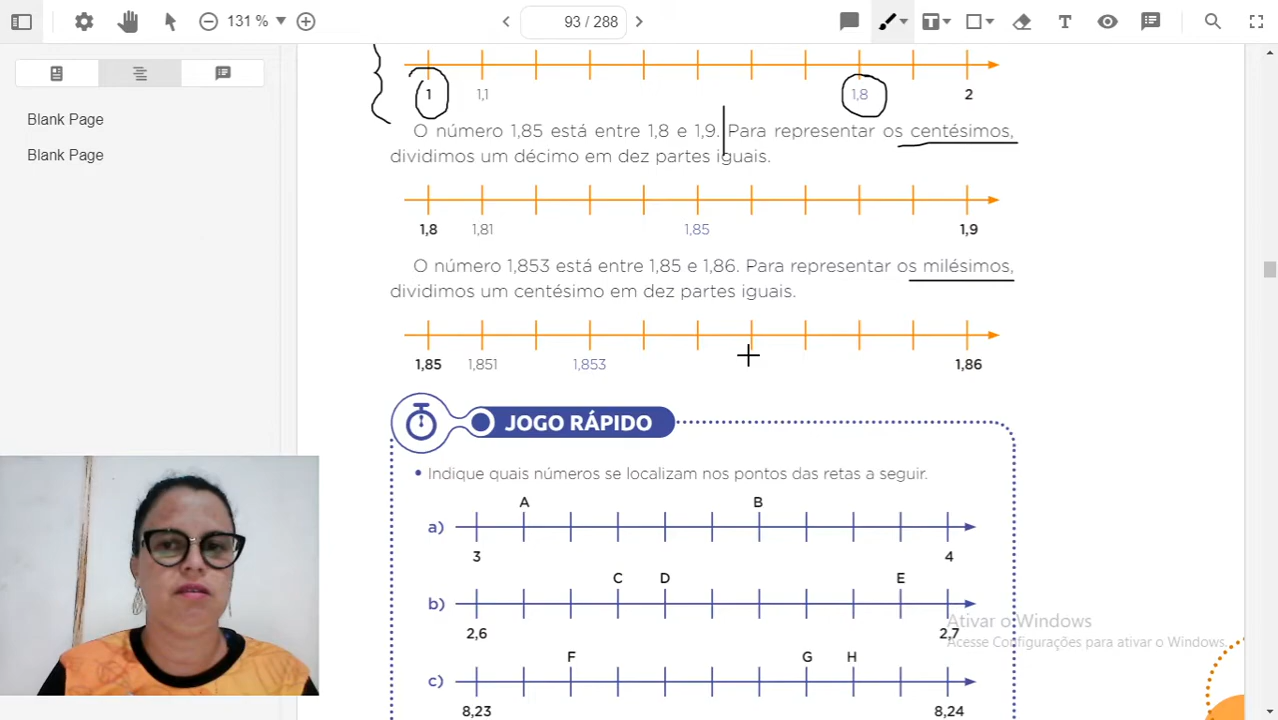 131 %
93 / 288
Blank Page
Blank Page
1 1,1 1,8 2
O número 1,85 está entre 1,8 e 1,9. Para representar os centésimos,
dividimos um décimo em dez partes iguais.
1,8 1,81 1,85 1,9
O número 1,853 está entre 1,85 e 1,86. Para representar os milésimos,
dividimos um centésimo em dez partes iguais.
1,85 1,851 1,853 1,86
JOGO RÁPIDO
• Indique quais números se localizam nos pontos das retas a seguir.
A B
a)
3 4
C D E
b)
2,6 2,7
Ativar o Windows
Acesse Configurações para ativar o Windows.
F G H
c)
8,23 8,24